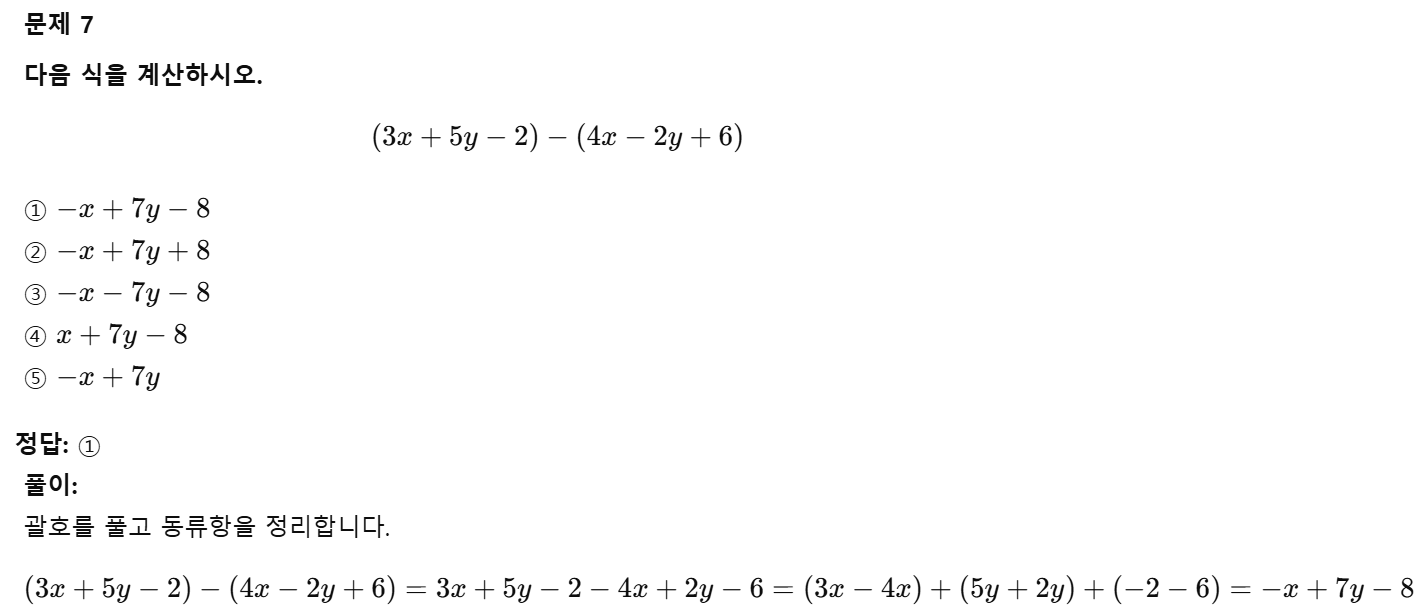 문제 7
다음 식을 계산하시오.
(3x + 5y − 2) − (4x − 2y + 6)
① −x + 7y − 8
② −x + 7y + 8
③ −x − 7y − 8
④ x + 7y − 8
⑤ −x + 7y
정답: ①
풀이:
괄호를 풀고 동류항을 정리합니다.
(3x + 5y − 2) − (4x − 2y + 6) = 3x + 5y − 2 − 4x + 2y − 6 = (3x − 4x) + (5y + 2y) + (−2 − 6) = −x + 7y − 8